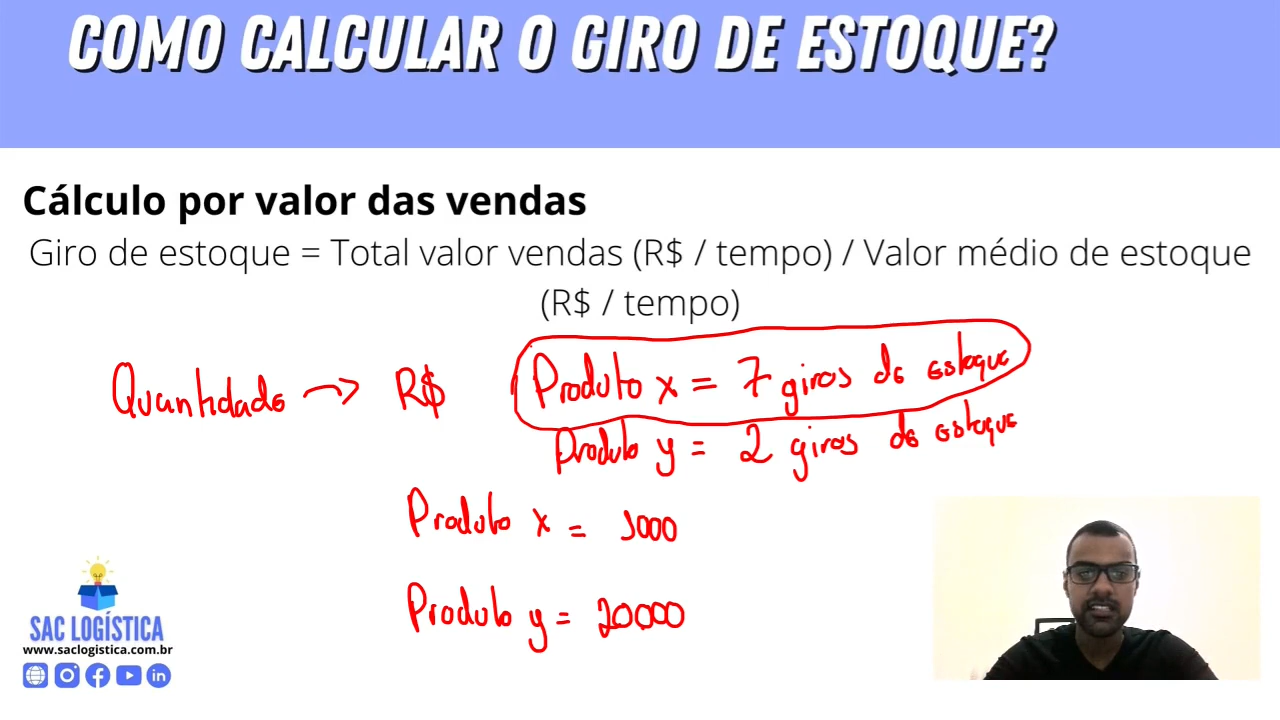 COMO CALCULAR O GIRO DE ESTOQUE?
Cálculo por valor das vendas
Giro de estoque = Total valor vendas (R$ / tempo) / Valor médio de estoque
(R$ / tempo)
Quantidade → R$
Produto x = 7 giros de estoque
Produto y = 2 giros de estoque
Produto x = 1000
Produto y = 20000
SAC LOGÍSTICA
www.saclogistica.com.br